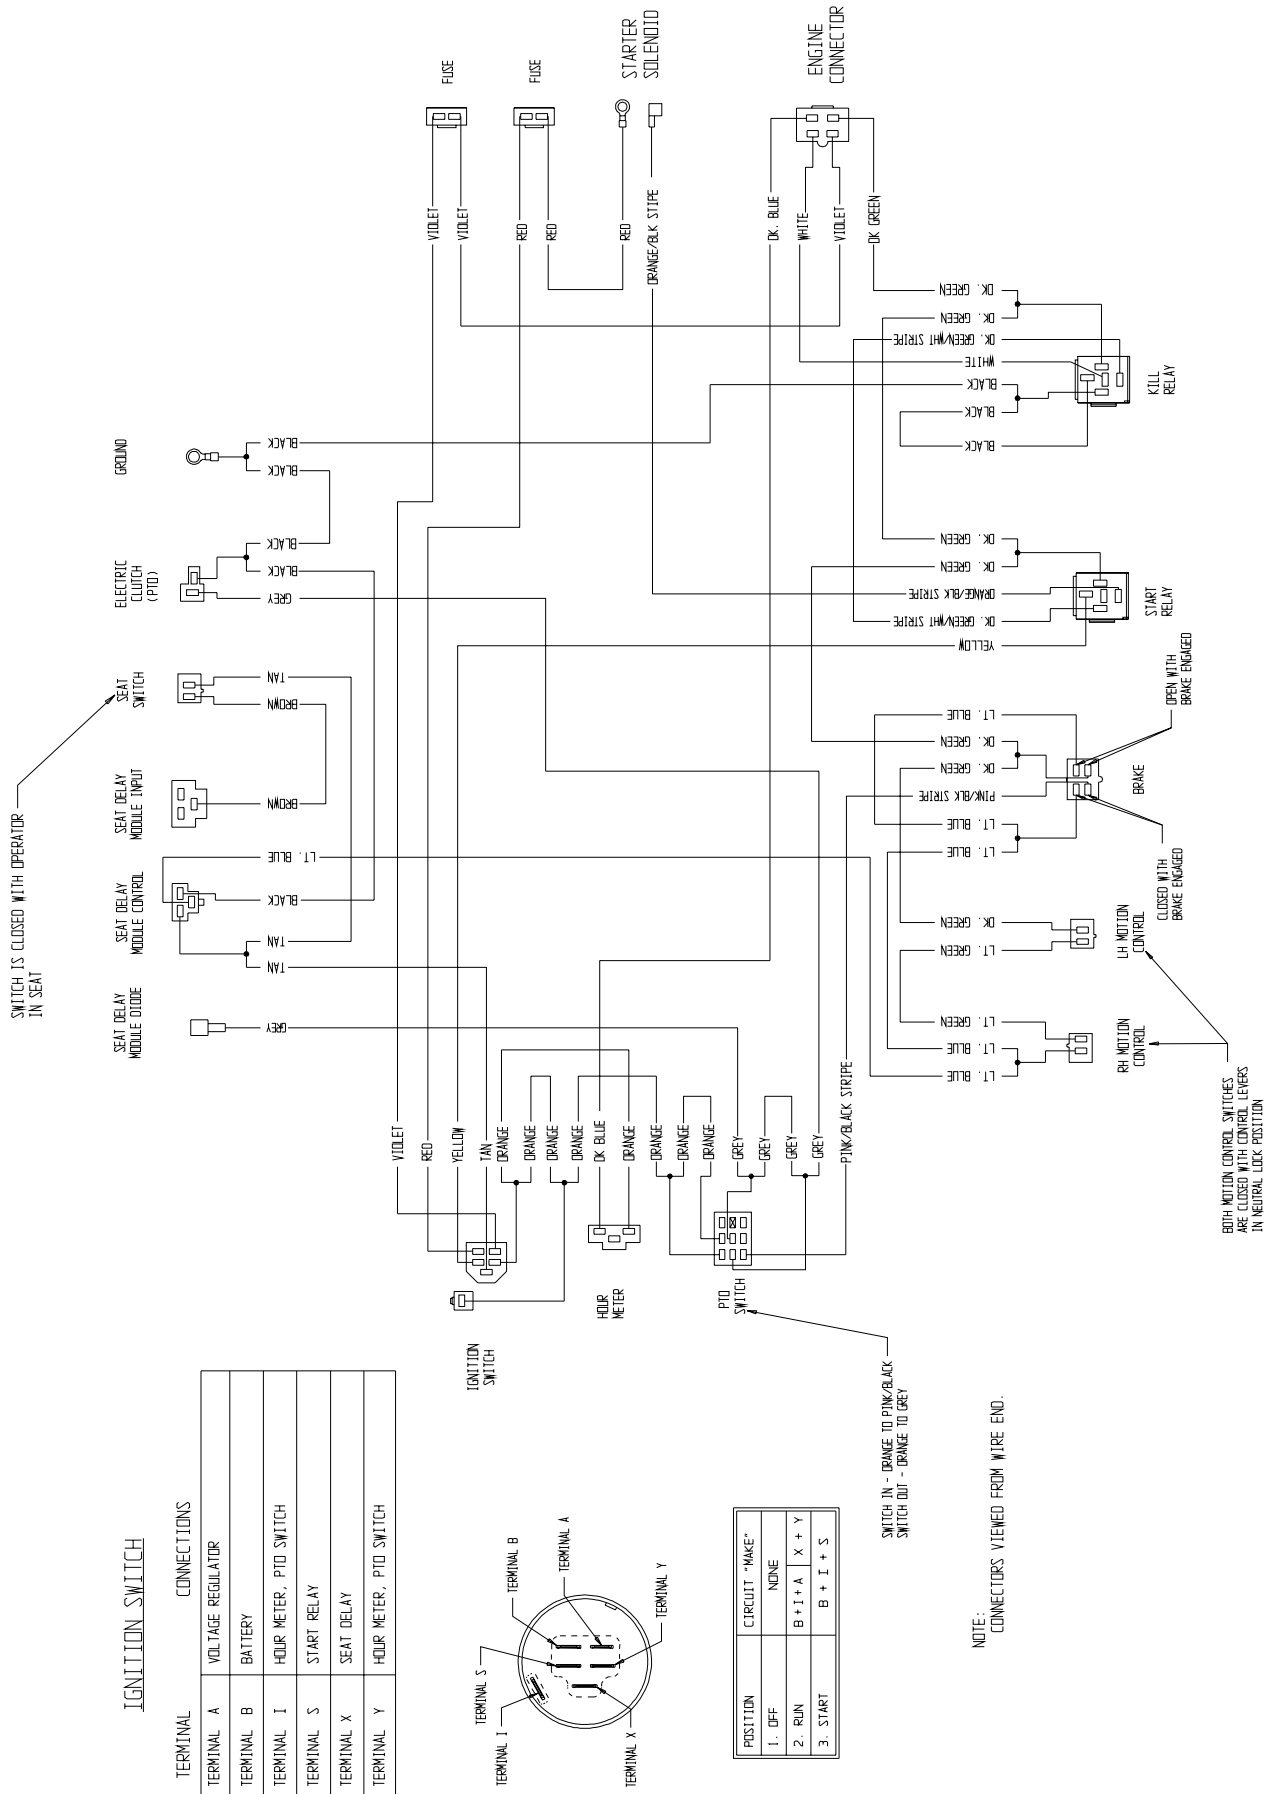 IGNITION SWITCH
TERMINAL CONNECTIONS
TERMINAL A VOLTAGE REGULATOR
TERMINAL B BATTERY
TERMINAL I HOUR METER, PTO SWITCH
TERMINAL S START RELAY
TERMINAL X SEAT DELAY
TERMINAL Y HOUR METER, PTO SWITCH
TERMINAL I
TERMINAL S
TERMINAL B
TERMINAL A
TERMINAL Y
TERMINAL X
POSITION CIRCUIT "MAKE"
1. OFF NONE
2. RUN B+I+A X + Y
3. START B + I + S
NOTE:
CONNECTORS VIEWED FROM WIRE END.
SWITCH IS CLOSED WITH OPERATOR
IN SEAT
SEAT DELAY
MODULE DIODE
SEAT DELAY
MODULE CONTROL
SEAT DELAY
MODULE INPUT
SEAT
SWITCH
ELECTRIC
CLUTCH
(PTO)
GROUND
GREY
TAN
TAN
BLACK
LT. BLUE
BROWN
BROWN
TAN
GREY
BLACK
BLACK
BLACK
BLACK
IGNITION
SWITCH
HOUR
METER
PTO
SWITCH
SWITCH IN - ORANGE TO PINK/BLACK
SWITCH OUT - ORANGE TO GREY
VIOLET
RED
YELLOW
TAN
ORANGE
ORANGE
ORANGE
ORANGE
DK BLUE
ORANGE
ORANGE
ORANGE
ORANGE
GREY
GREY
GREY
GREY
PINK/BLACK STRIPE
FUSE
FUSE
STARTER
SOLENOID
ENGINE
CONNECTOR
VIOLET
VIOLET
RED
RED
RED
ORANGE/BLK STIPE
DK. BLUE
WHITE
VIOLET
DK GREEN
DK. GREEN
DK. GREEN
DK. GREEN/WHT STRIPE
WHITE
BLACK
BLACK
BLACK
KILL
RELAY
DK. GREEN
DK. GREEN
ORANGE/BLK STRIPE
DK. GREEN/WHT STRIPE
YELLOW
START
RELAY
LT. BLUE
DK. GREEN
DK. GREEN
PINK/BLK STRIPE
LT. BLUE
LT. BLUE
OPEN WITH
BRAKE ENGAGED
BRAKE
CLOSED WITH
BRAKE ENGAGED
DK. GREEN
LT. GREEN
LH MOTION
CONTROL
LT. GREEN
LT. BLUE
LT. BLUE
RH MOTION
CONTROL
BOTH MOTION CONTROL SWITCHES
ARE CLOSED WITH CONTROL LEVERS
IN NEUTRAL LOCK POSITION